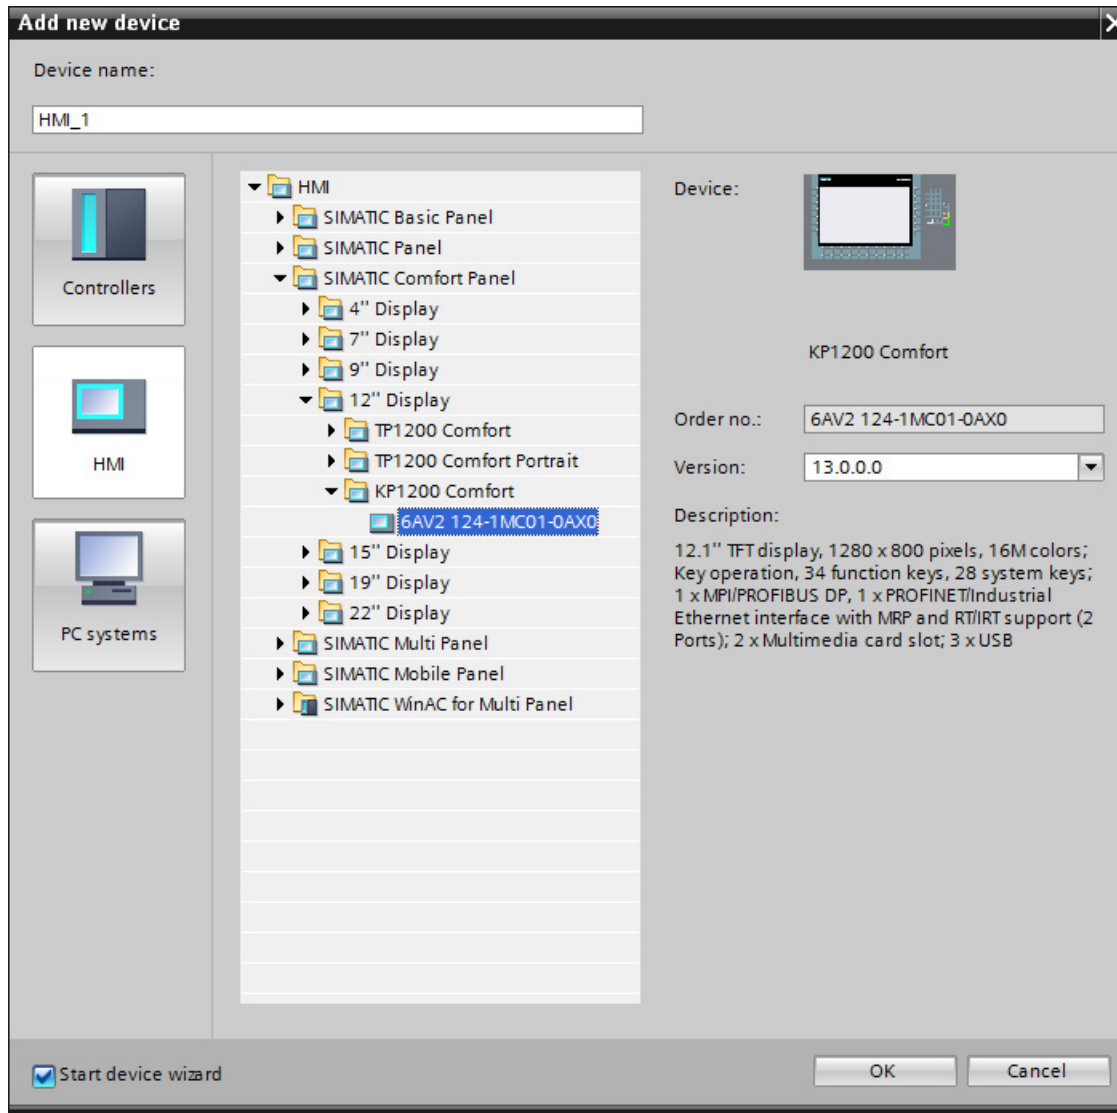 Add new device
Device name:
HMI_1
Controllers
HMI
PC systems
HMI
SIMATIC Basic Panel
SIMATIC Panel
SIMATIC Comfort Panel
4'' Display
7'' Display
9'' Display
12'' Display
TP1200 Comfort
TP1200 Comfort Portrait
KP1200 Comfort
6AV2 124-1MC01-0AX0
15'' Display
19'' Display
22'' Display
SIMATIC Multi Panel
SIMATIC Mobile Panel
SIMATIC WinAC for Multi Panel
Device:
KP1200 Comfort
Order no.: 6AV2 124-1MC01-0AX0
Version: 13.0.0.0
Description:
12.1'' TFT display, 1280 x 800 pixels, 16M colors;
Key operation, 34 function keys, 28 system keys;
1 x MPI/PROFIBUS DP, 1 x PROFINET/Industrial
Ethernet interface with MRP and RT/IRT support (2
Ports); 2 x Multimedia card slot; 3 x USB
Start device wizard
OK
Cancel